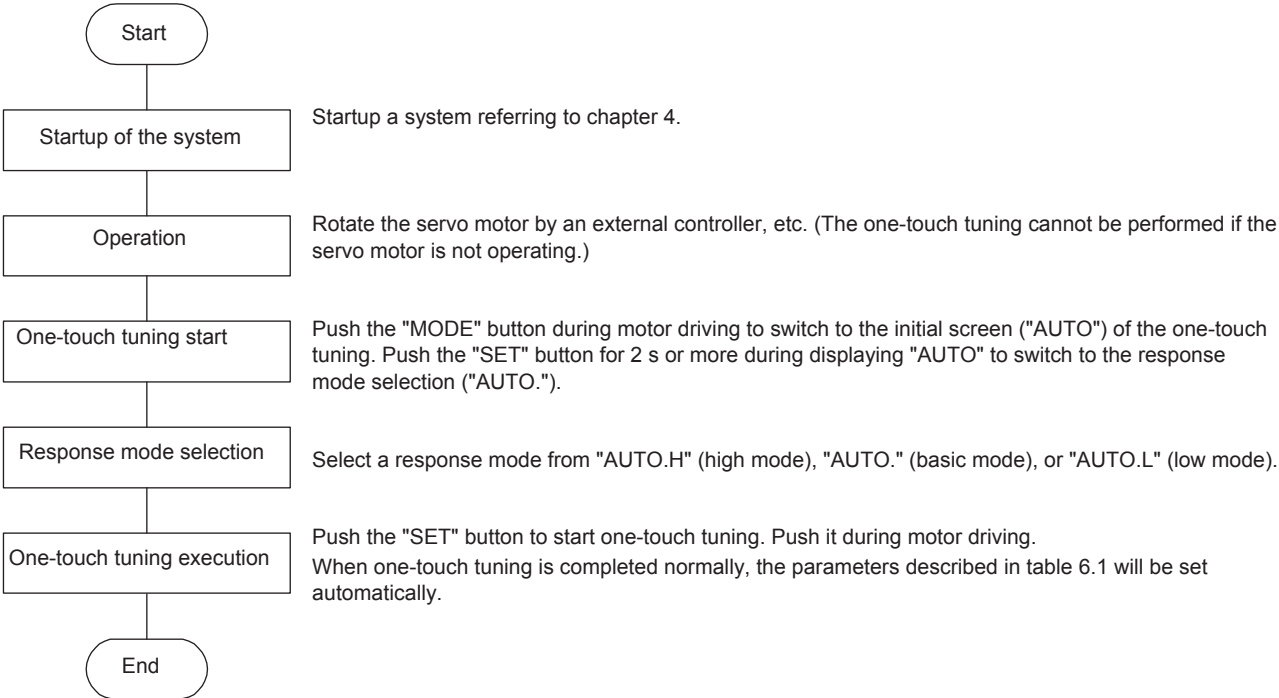 Start
Startup of the system
Startup a system referring to chapter 4.
Operation
Rotate the servo motor by an external controller, etc. (The one-touch tuning cannot be performed if the
servo motor is not operating.)
One-touch tuning start
Push the "MODE" button during motor driving to switch to the initial screen ("AUTO") of the one-touch
tuning. Push the "SET" button for 2 s or more during displaying "AUTO" to switch to the response
mode selection ("AUTO.").
Response mode selection
Select a response mode from "AUTO.H" (high mode), "AUTO." (basic mode), or "AUTO.L" (low mode).
One-touch tuning execution
Push the "SET" button to start one-touch tuning. Push it during motor driving.
When one-touch tuning is completed normally, the parameters described in table 6.1 will be set
automatically.
End